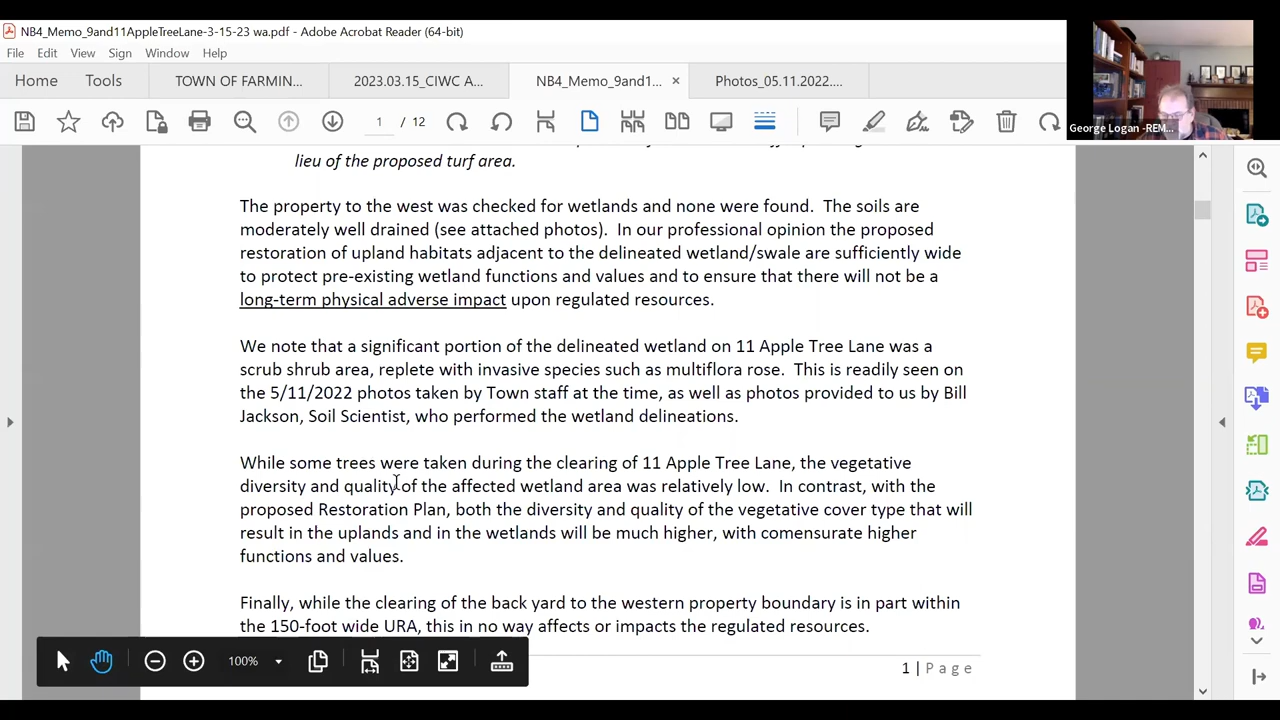 NB4_Memo_9and11AppleTreeLane-3-15-23 wa.pdf - Adobe Acrobat Reader (64-bit)
File Edit View Sign Window Help
Home Tools TOWN OF FARMIN... 2023.03.15_CIWC A... NB4_Memo_9and1... × Photos_05.11.2022...
1 / 12
George Logan -REM...
lieu of the proposed turf area.
The property to the west was checked for wetlands and none were found. The soils are
moderately well drained (see attached photos). In our professional opinion the proposed
restoration of upland habitats adjacent to the delineated wetland/swale are sufficiently wide
to protect pre-existing wetland functions and values and to ensure that there will not be a
long-term physical adverse impact upon regulated resources.
We note that a significant portion of the delineated wetland on 11 Apple Tree Lane was a
scrub shrub area, replete with invasive species such as multiflora rose. This is readily seen on
the 5/11/2022 photos taken by Town staff at the time, as well as photos provided to us by Bill
Jackson, Soil Scientist, who performed the wetland delineations.
While some trees were taken during the clearing of 11 Apple Tree Lane, the vegetative
diversity and quality of the affected wetland area was relatively low. In contrast, with the
proposed Restoration Plan, both the diversity and quality of the vegetative cover type that will
result in the uplands and in the wetlands will be much higher, with comensurate higher
functions and values.
Finally, while the clearing of the back yard to the western property boundary is in part within
the 150-foot wide URA, this in no way affects or impacts the regulated resources.
100%
1 | Page